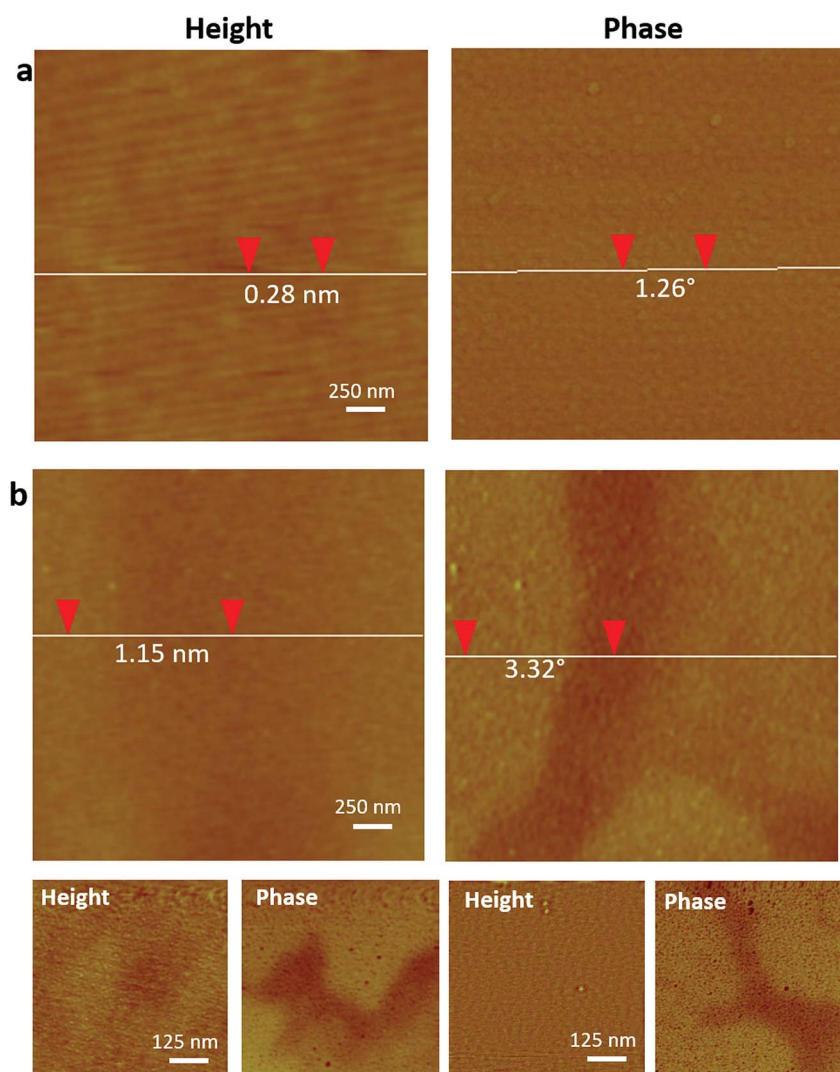 Height
Phase
a
0.28 nm
250 nm
1.26°
b
1.15 nm
250 nm
3.32°
Height
125 nm
Phase
Height
125 nm
Phase